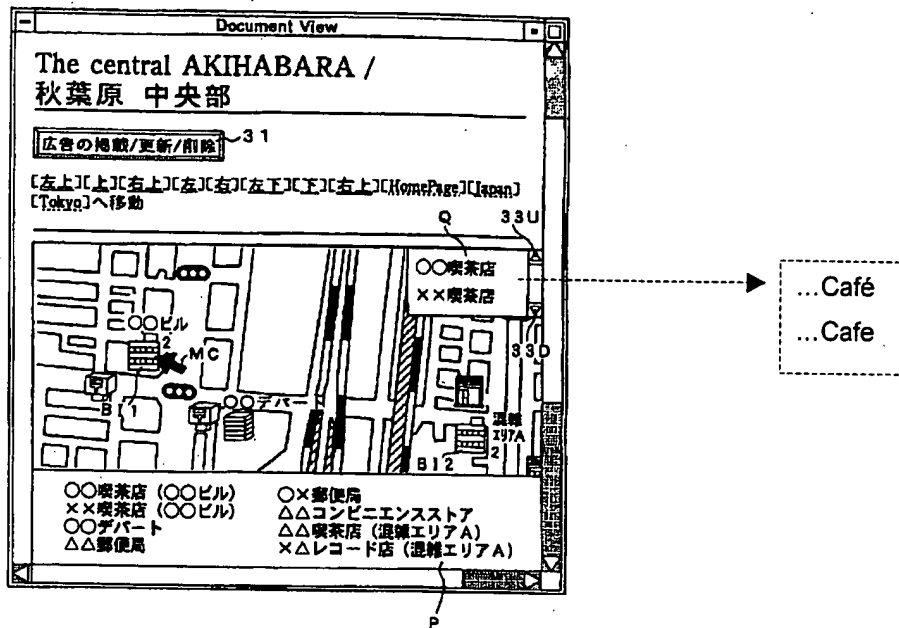 Document View
The central AKIHABARA /
秋葉原 中央部
広告の掲載/更新/削除
31
[左上][上][右上][左][右][左下][下][右上][HomePage][Japan]
[Tokyo]へ移動
Q
33U
○○喫茶店
××喫茶店
...Café
...Cafe
○○ビル
2
MC
33D
BI1
○○デパー
混雑
エリアA
2
BI2
○○喫茶店 (○○ビル)
××喫茶店 (○○ビル)
○○デパート
△△郵便局
○×郵便局
△△コンビニエンスストア
△△喫茶店 (混雑エリアA)
×△レコード店 (混雑エリアA)
P